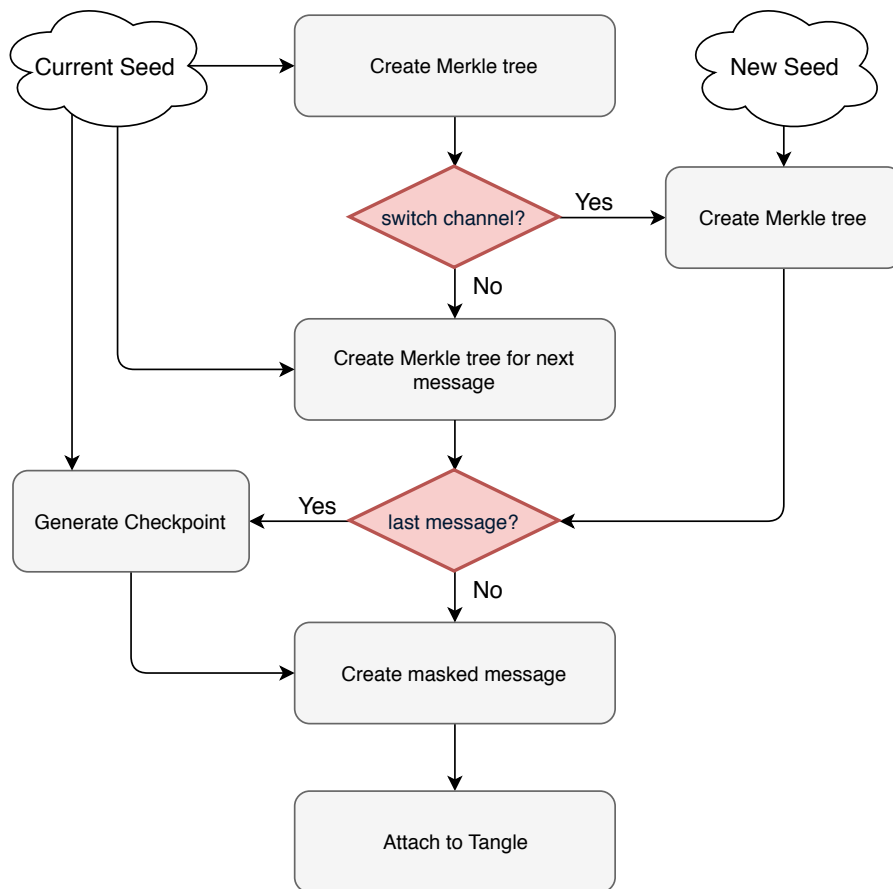 Current Seed
Create Merkle tree
New Seed
switch channel?
Yes
Create Merkle tree
No
Create Merkle tree for next
message
Generate Checkpoint
Yes
last message?
No
Create masked message
Attach to Tangle